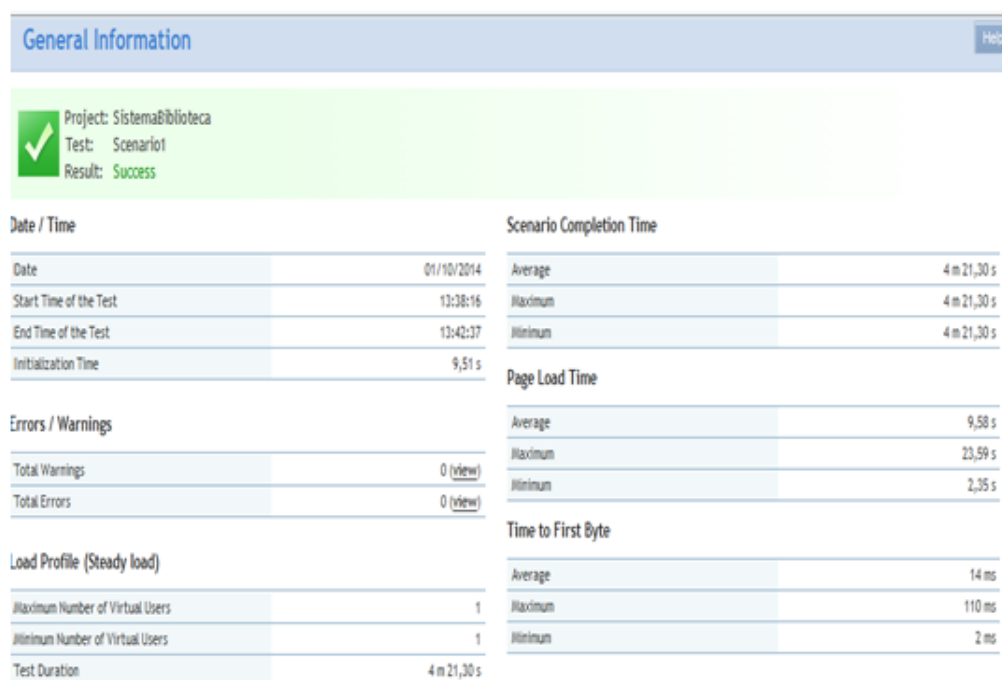 General Information
Help
Project: SistemaBiblioteca
Test: Scenario1
Result: Success
Date / Time
Date 01/10/2014
Start Time of the Test 13:38:16
End Time of the Test 13:42:37
Initialization Time 9,51 s
Errors / Warnings
Total Warnings 0 (view)
Total Errors 0 (view)
Load Profile (Steady load)
Maximum Number of Virtual Users 1
Minimum Number of Virtual Users 1
Test Duration 4 m 21,30 s
Scenario Completion Time
Average 4 m 21,30 s
Maximum 4 m 21,30 s
Minimum 4 m 21,30 s
Page Load Time
Average 9,58 s
Maximum 23,59 s
Minimum 2,35 s
Time to First Byte
Average 14 ms
Maximum 110 ms
Minimum 2 ms